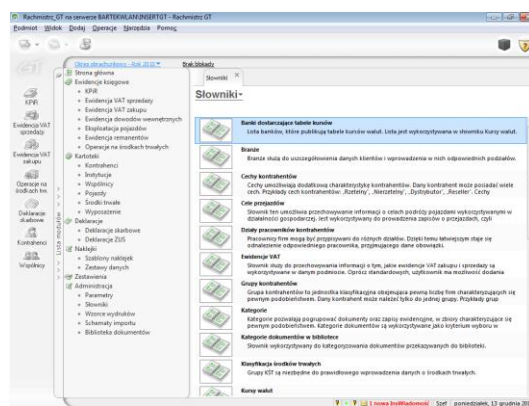 Rachmistrz_GT na serwerze BARTEKWLAN\INSERTGT - Rachmistrz GT
Podmiot Widok Dodaj Operacje Narzędzia Pomoc
Okres obrachunkowy - Rok 2010 Brak blokady
KPiR
Ewidencja VAT sprzedaży
Ewidencja VAT zakupu
Operacje na środkach trw.
Deklaracje skarbowe
Kontrahenci
Wspólnicy
Lista modułów
Strona główna
Ewidencje księgowe
KPiR
Ewidencja VAT sprzedaży
Ewidencja VAT zakupu
Ewidencja dowodów wewnętrznych
Eksploatacja pojazdów
Ewidencja remanentów
Operacje na środkach trwałych
Kartoteki
Kontrahenci
Instytucje
Wspólnicy
Pojazdy
Środki trwałe
Wyposażenie
Deklaracje
Deklaracje skarbowe
Deklaracje ZUS
Naklejki
Szablony naklejek
Zestawy danych
Zestawienia
Administracja
Parametry
Słowniki
Wzorce wydruków
Schematy importu
Biblioteka dokumentów
Słowniki
Słowniki
Banki dostarczające tabele kursów
Lista banków, które publikują tabele kursów walut. Lista jest wykorzystywana w słowniku Kursy walut.
Branże
Branże służą do uszczegółowienia danych klientów i wprowadzenia w nich odpowiednich podziałów.
Cechy kontrahentów
Cechy umożliwiają dodatkową charakterystykę kontrahentów. Dany kontrahent może posiadać wiele
cech. Przykłady cech kontrahentów: „Rzetelny", „Nierzetelny", „Dystrybutor", „Reseller". Cechy
Cele przejazdów
Słownik ten umożliwia przechowywanie informacji o celach podróży pojazdami wykorzystywanymi w
działalności gospodarczej. Jest wykorzystywany do prowadzenia zapisów o przejazdach, czyli
Działy pracowników kontrahentów
Pracownicy firm mogą być przypisywani do różnych działów. Dzięki temu łatwiejszym staje się
odnalezienie odpowiedniego pracownika, przyjmującego dane obowiązki.
Ewidencje VAT
Słownik służy do przechowywania informacji o tym, jakie ewidencje VAT zakupu i sprzedaży są
wykorzystywane w danym podmiocie. Oprócz standardowych, użytkownik ma możliwość dodania
Grupy kontrahentów
Grupa kontrahentów to jednostka klasyfikacyjna obejmująca pewną liczbę firm charakteryzujących się
pewnym podobieństwem. Dany kontrahent może należeć tylko do jednej grupy. Przykłady grup
Kategorie
Kategorie pozwalają pogrupować dokumenty oraz zapisy ewidencyjne, w zbiory charakteryzujące się
pewnym podobieństwem. Kategorie dokumentów są wykorzystywane jako kryterium wyboru w
Kategorie dokumentów w bibliotece
Słownik wykorzystywany do kategoryzowania dokumentów przekazywanych do biblioteki.
Klasyfikacja środków trwałych
Grupy KŚT są niezbędne do prawidłowego wprowadzenia danych o środkach trwałych.
Kursy walut
1 nowa InsWiadomość Szef poniedziałek, 13 grudnia